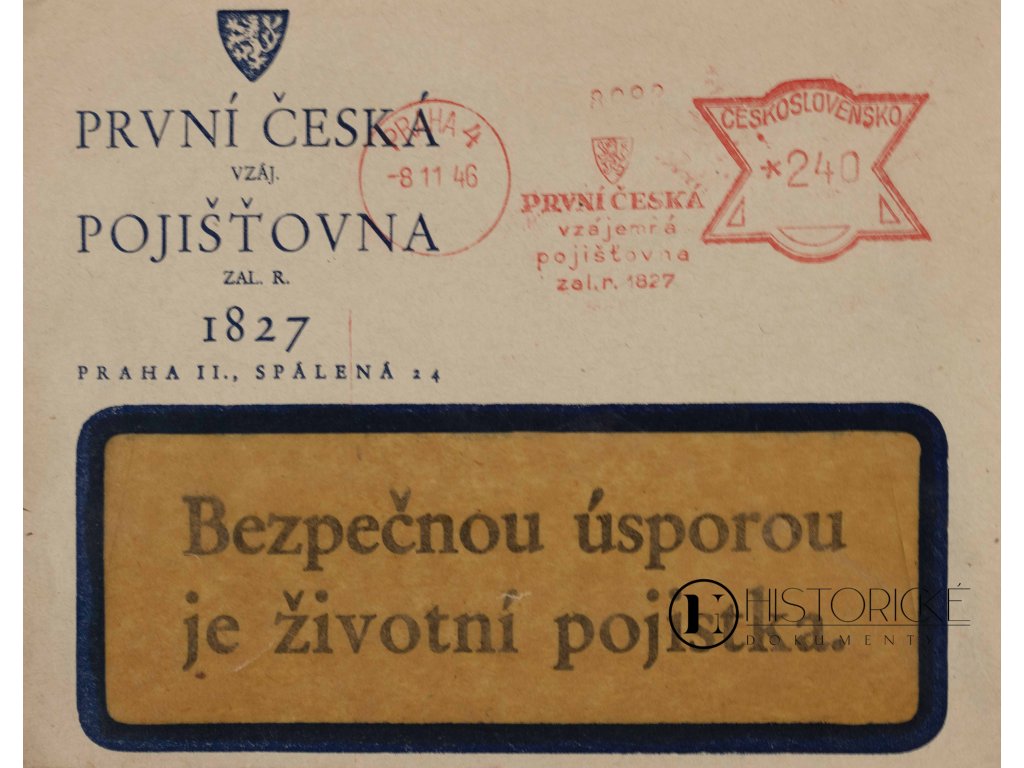 PRVNÍ ČESKÁ
VZÁJ.
POJIŠŤOVNA
ZAL. R.
1827
PRAHA II., SPÁLENÁ 24
PRAHA 4
-8 11 46
PRVNÍ ČESKÁ
vzájemná
pojišťovna
zal.r. 1827
ČESKOSLOVENSKO
*240
Bezpečnou úsporou
je životní pojistka.
HISTORICKÉ
DOKUMENTY